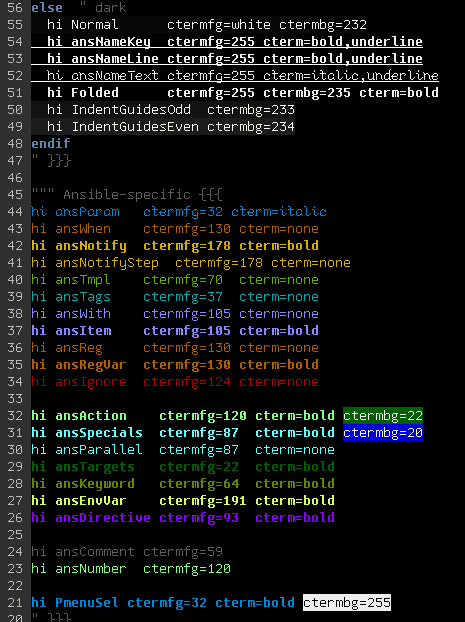 56 else  " dark
55   hi Normal      ctermfg=white ctermbg=232
54   hi ansNameKey  ctermfg=255 cterm=bold,underline
53   hi ansNameLine ctermfg=255 cterm=bold,underline
52   hi ansNameText ctermfg=255 cterm=italic,underline
51   hi Folded      ctermfg=255 ctermbg=235 cterm=bold
50   hi IndentGuidesOdd  ctermbg=233
49   hi IndentGuidesEven ctermbg=234
48 endif
47 " }}}
46
45 """ Ansible-specific {{{
44 hi ansParam   ctermfg=32 cterm=italic
43 hi ansWhen    ctermfg=130 cterm=none
42 hi ansNotify  ctermfg=178 cterm=bold
41 hi ansNotifyStep  ctermfg=178 cterm=none
40 hi ansTmpl    ctermfg=70  cterm=none
39 hi ansTags    ctermfg=37  cterm=none
38 hi ansWith    ctermfg=105 cterm=none
37 hi ansItem    ctermfg=105 cterm=bold
36 hi ansReg     ctermfg=130 cterm=none
35 hi ansRegVar  ctermfg=130 cterm=bold
34 hi ansIgnore  ctermfg=124 cterm=none
33
32 hi ansAction    ctermfg=120 cterm=bold ctermbg=22
31 hi ansSpecials  ctermfg=87  cterm=bold ctermbg=20
30 hi ansParallel  ctermfg=87  cterm=none
29 hi ansTargets   ctermfg=22  cterm=bold
28 hi ansKeyword   ctermfg=64  cterm=bold
27 hi ansEnvVar    ctermfg=191 cterm=bold
26 hi ansDirective ctermfg=93  cterm=bold
25
24 hi ansComment ctermfg=59
23 hi ansNumber  ctermfg=120
22
21 hi PmenuSel ctermfg=32 cterm=bold ctermbg=255
20 " }}}